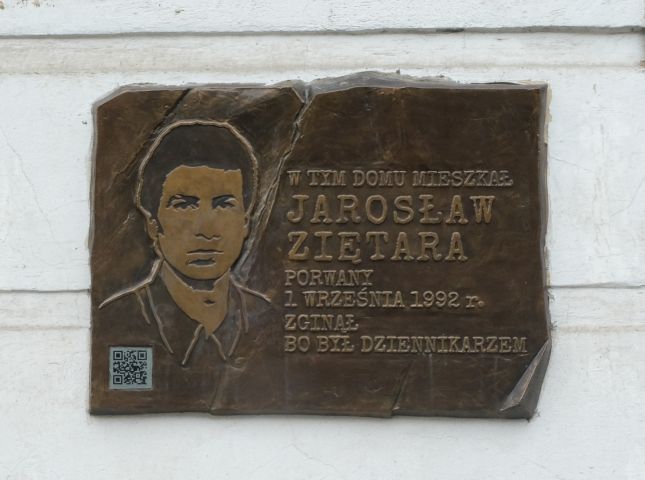 W TYM DOMU MIESZKAŁ
JAROSŁAW
ZIĘTARA
PORWANY
1 WRZEŚNIA 1992 r.
ZGINĄŁ
BO BYŁ DZIENNIKARZEM